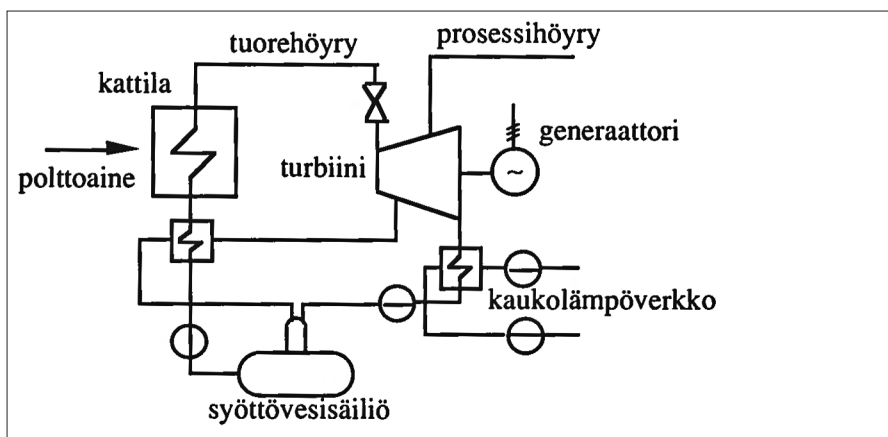 tuorehöyry
prosessihöyry
kattila
generaattori
polttoaine
turbiini
~
kaukolämpöverkko
syöttövesisäiliö